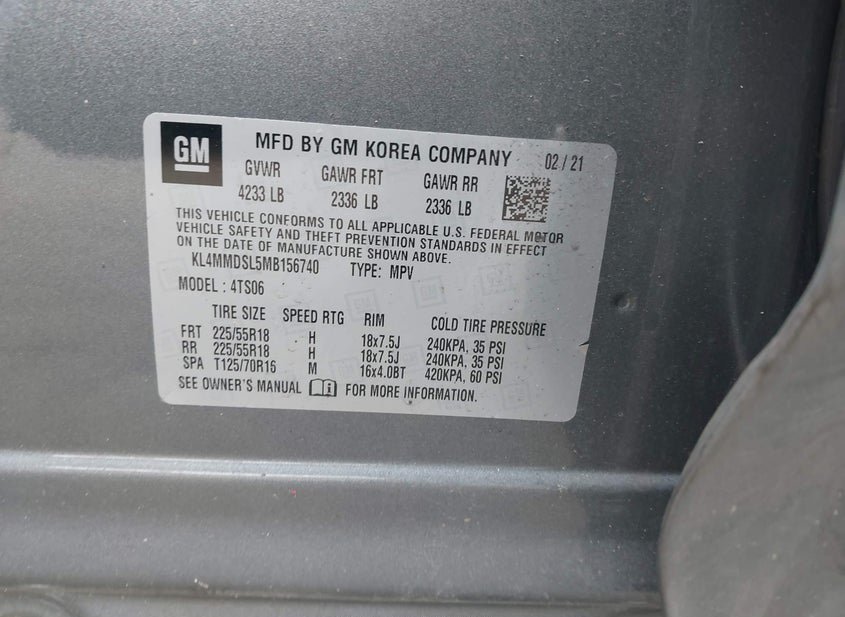 GM
MFD BY GM KOREA COMPANY 02 / 21
GVWR GAWR FRT GAWR RR
4233 LB 2336 LB 2336 LB
THIS VEHICLE CONFORMS TO ALL APPLICABLE U.S. FEDERAL MOTOR
VEHICLE SAFETY AND THEFT PREVENTION STANDARDS IN EFFECT
ON THE DATE OF MANUFACTURE SHOWN ABOVE.
KL4MMDSL5MB156740 TYPE: MPV
MODEL : 4TS06
TIRE SIZE SPEED RTG RIM COLD TIRE PRESSURE
FRT 225/55R18 H 18x7.5J 240KPA, 35 PSI
RR 225/55R18 H 18x7.5J 240KPA, 35 PSI
SPA T125/70R16 M 16x4.0BT 420KPA, 60 PSI
SEE OWNER'S MANUAL FOR MORE INFORMATION.